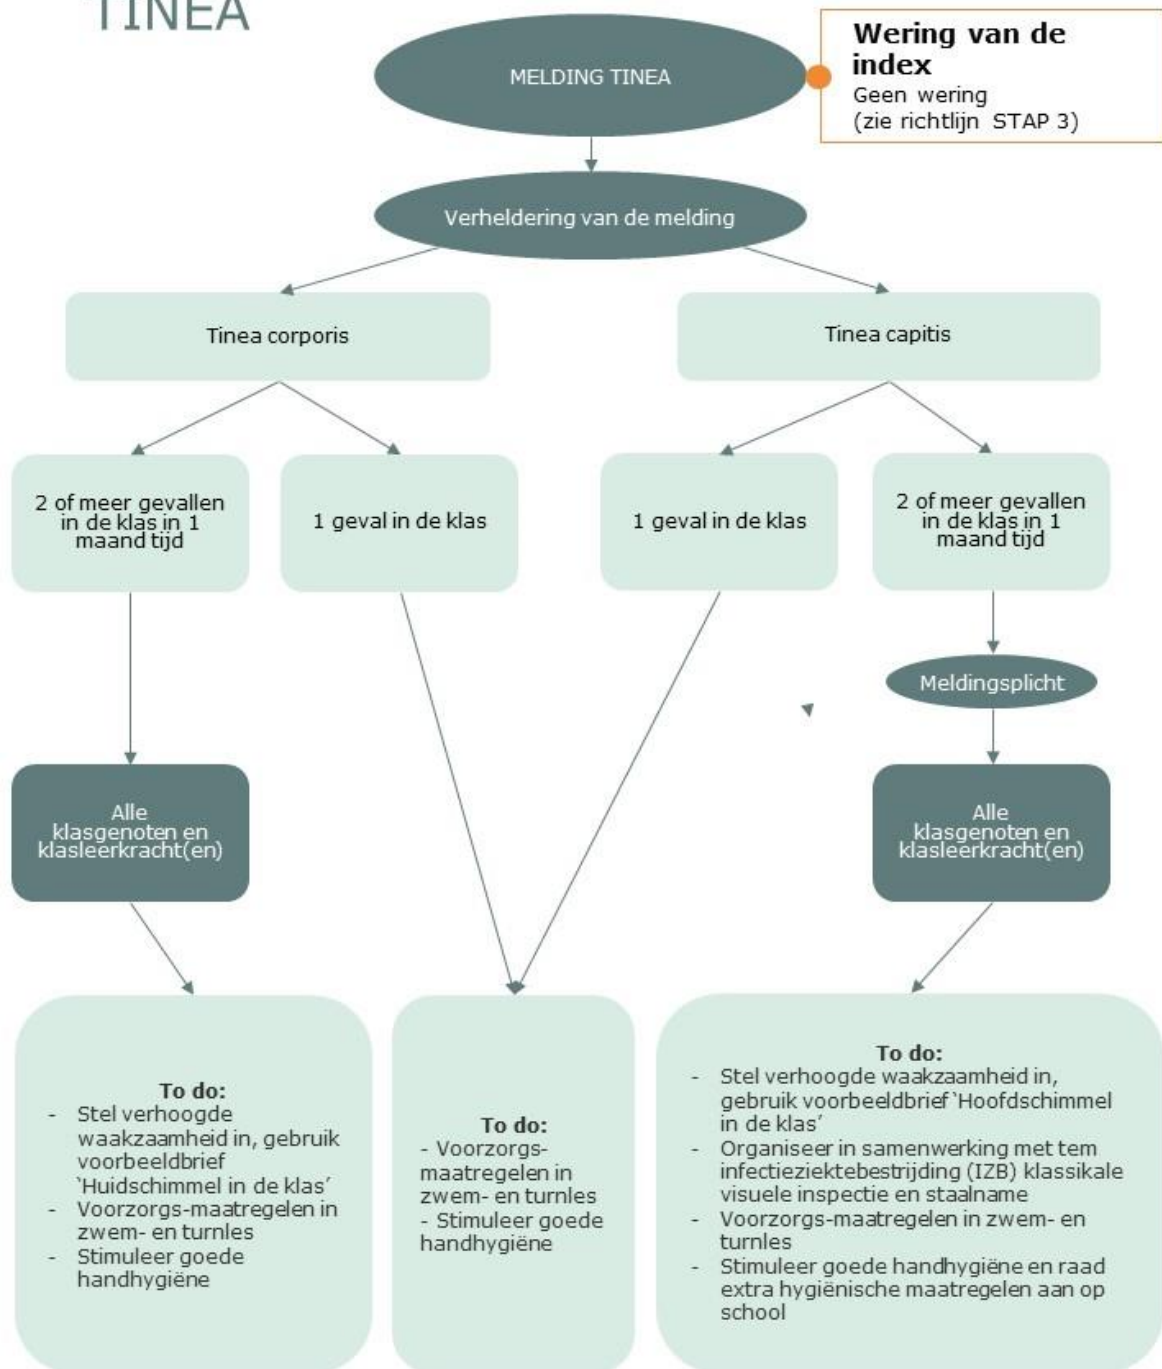 TINEA
MELDING TINEA
Wering van de
index
Geen wering
(zie richtlijn STAP 3)
Verheldering van de melding
Tinea corporis
Tinea capitis
2 of meer gevallen
in de klas in 1
maand tijd
1 geval in de klas
1 geval in de klas
2 of meer gevallen
in de klas in 1
maand tijd
Meldingsplicht
Alle
klasgenoten en
klasleerkracht(en)
Alle
klasgenoten en
klasleerkracht(en)
To do:
- Stel verhoogde
waakzaamheid in, gebruik
voorbeeldbrief
‘Huidschimmel in de klas’
- Voorzorgs-maatregelen in
zwem- en turnles
- Stimuleer goede
handhygiëne
To do:
- Voorzorgs-
maatregelen in
zwem- en turnles
- Stimuleer goede
handhygiëne
To do:
- Stel verhoogde waakzaamheid in,
gebruik voorbeeldbrief ‘Hoofdschimmel
in de klas’
- Organiseer in samenwerking met tem
infectieziektebestrijding (IZB) klassikale
visuele inspectie en staalname
- Voorzorgs-maatregelen in zwem- en
turnles
- Stimuleer goede handhygiëne en raad
extra hygiënische maatregelen aan op
school